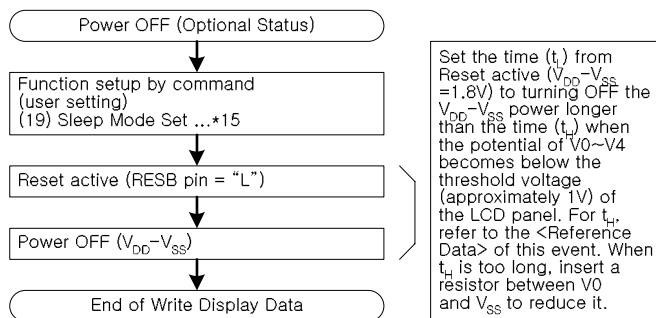 Power OFF (Optional Status)
Function setup by command
(user setting)
(19) Sleep Mode Set ...*15
Reset active (RESB pin = “L”)
Power OFF (VDD-VSS)
End of Write Display Data
Set the time (tL) from
Reset active (VDD-VSS
=1.8V) to turning OFF the
VDD-VSS power longer
than the time (tH) when
the potential of V0~V4
becomes below the
threshold voltage
(approximately 1V) of
the LCD panel. For tH,
refer to the <Reference
Data> of this event. When
tH is too long, insert a
resistor between V0
and VSS to reduce it.